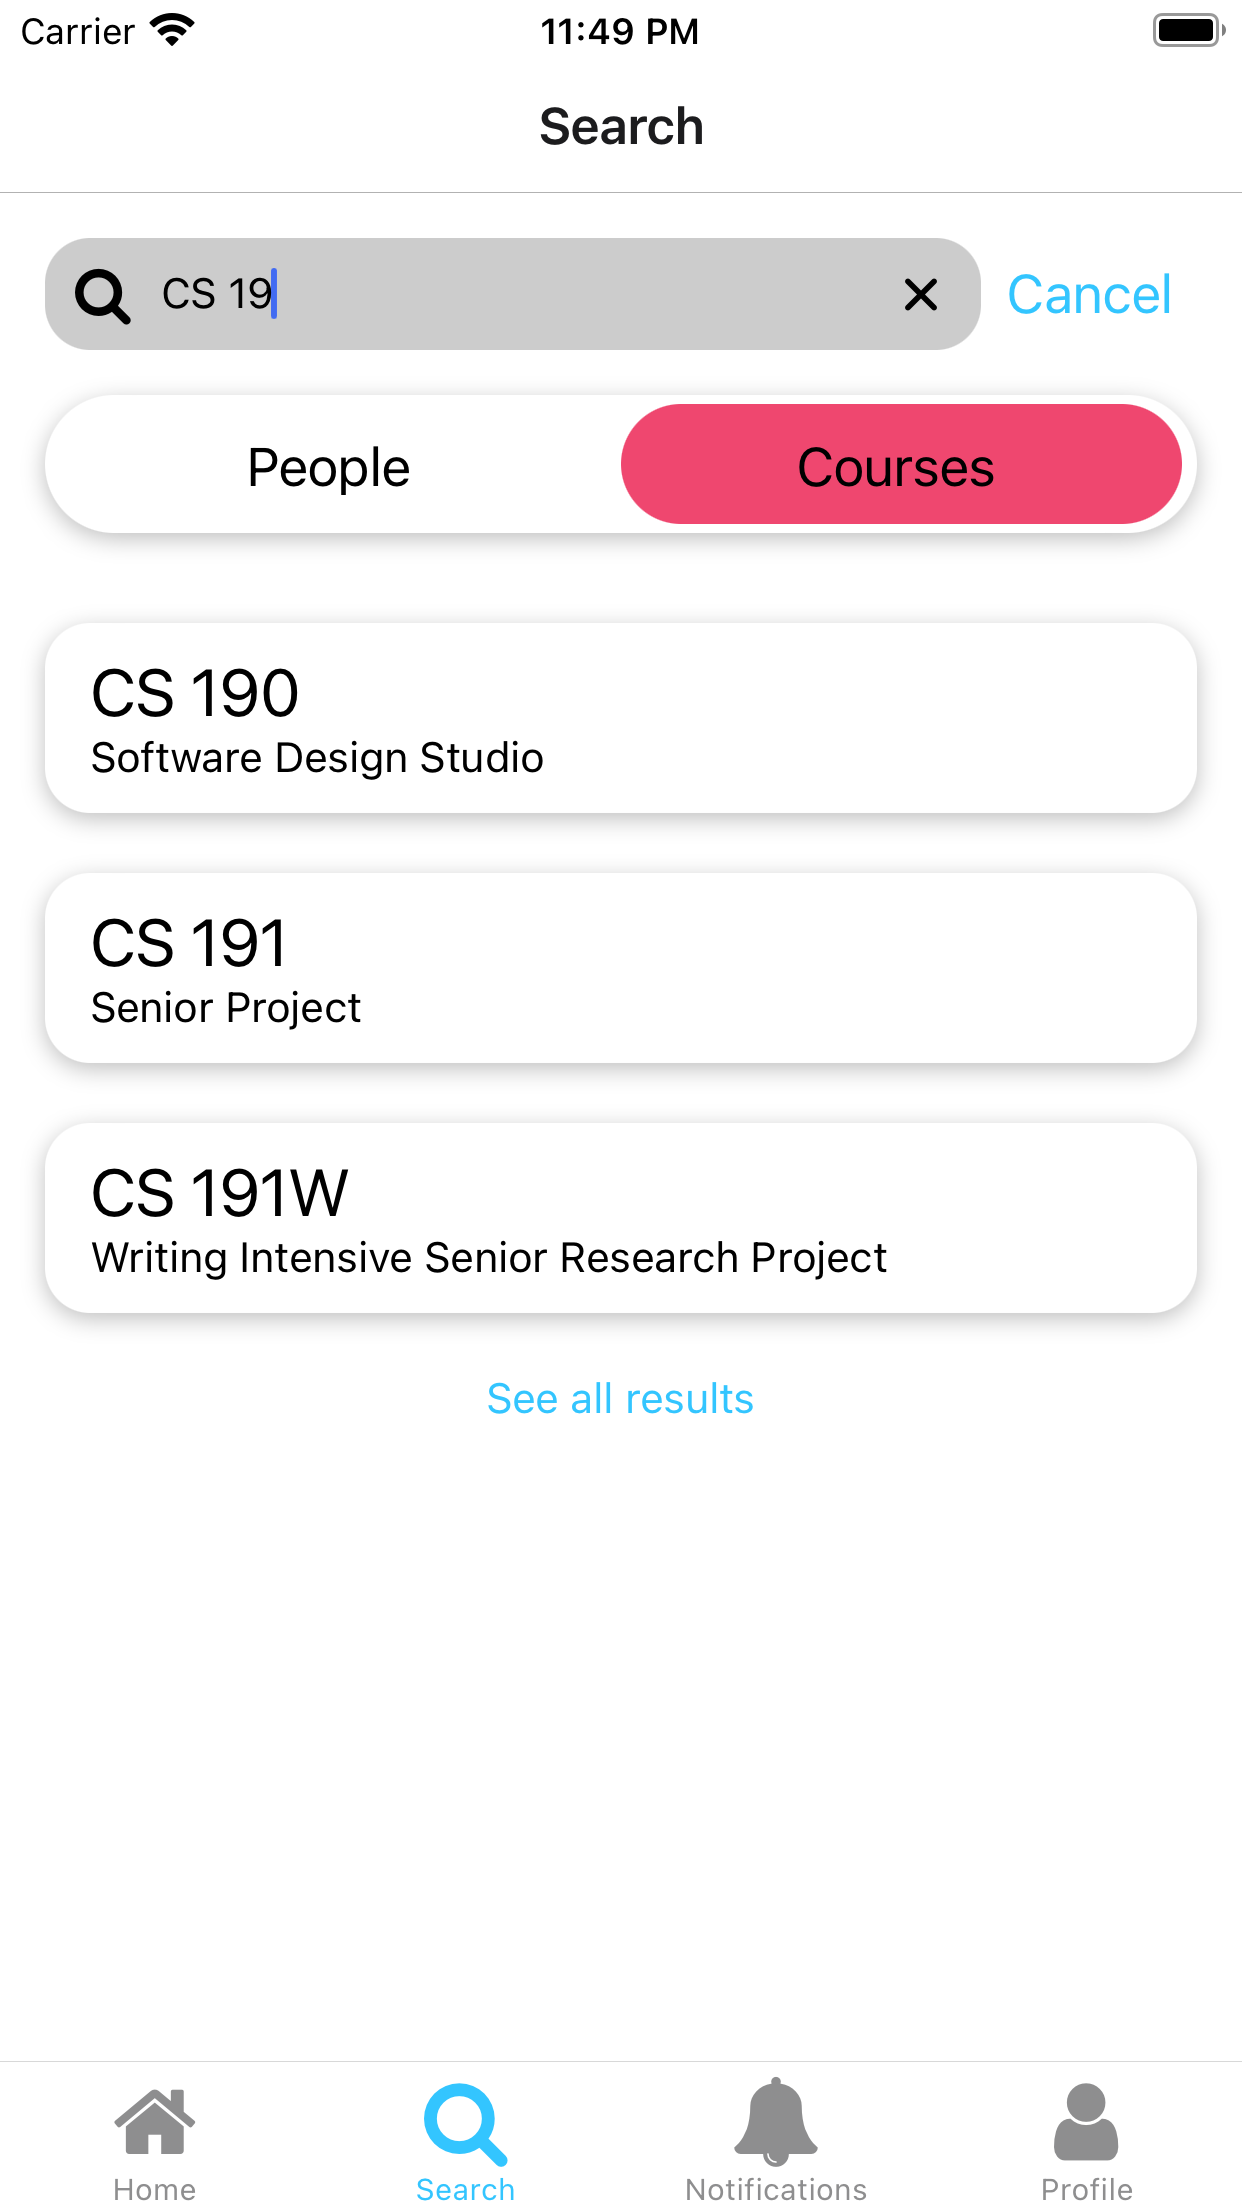 Carrier 11:49 PM
Search
CS 19 Cancel
People Courses
CS 190
Software Design Studio
CS 191
Senior Project
CS 191W
Writing Intensive Senior Research Project
See all results
Home Search Notifications Profile